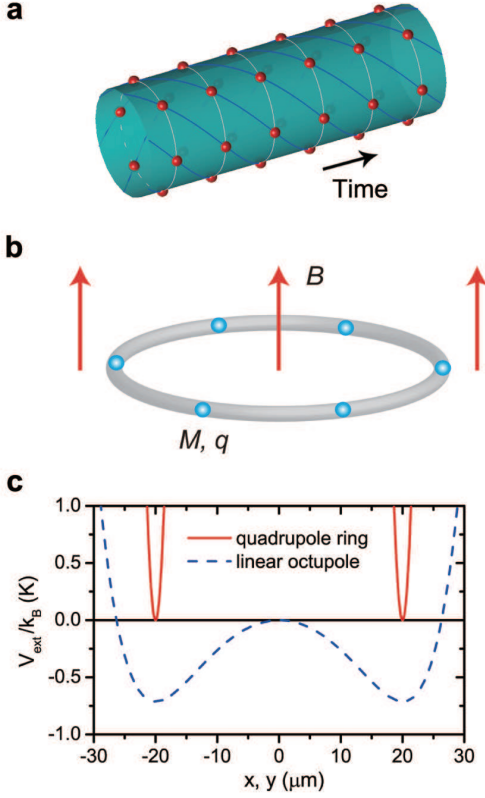 a
Time
b
B
M, q
c
V_ext/k_B (K)
1.0
0.5
0.0
-0.5
-1.0
quadrupole ring
linear octupole
-30 -20 -10 0 10 20 30
x, y (μm)